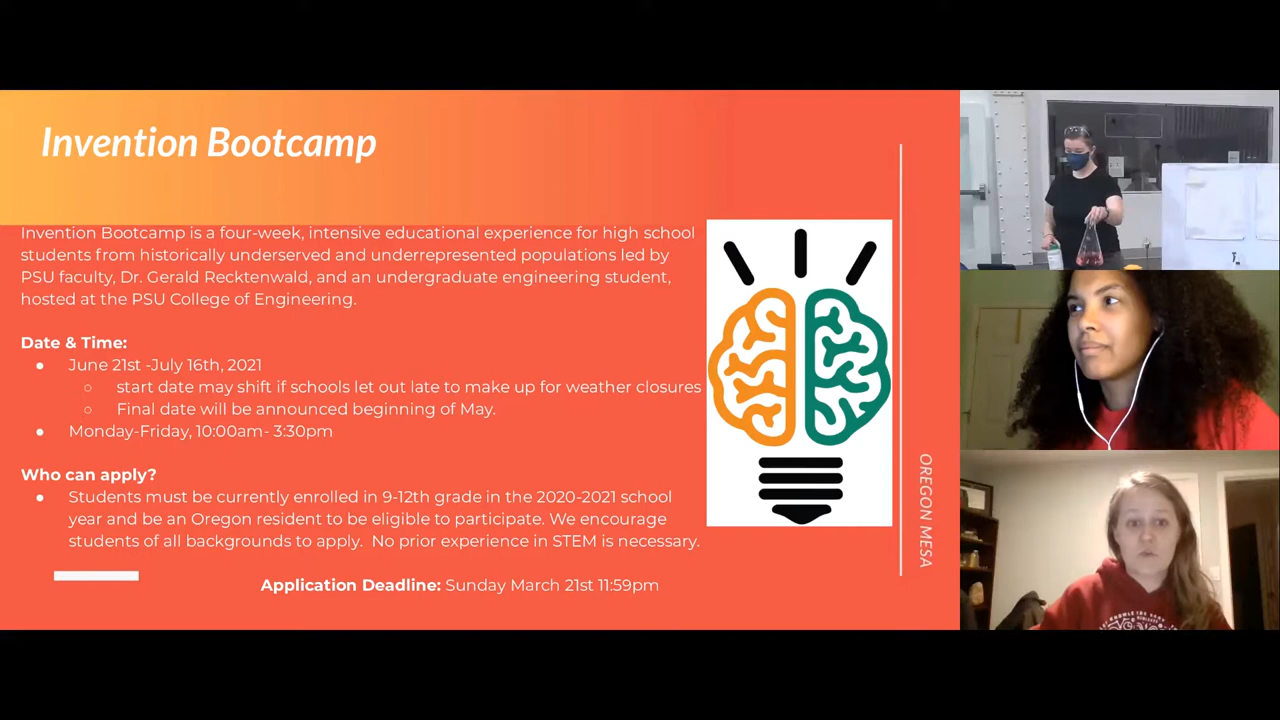 Invention Bootcamp
Invention Bootcamp is a four-week, intensive educational experience for high school
students from historically underserved and underrepresented populations led by
PSU faculty, Dr. Gerald Recktenwald, and an undergraduate engineering student,
hosted at the PSU College of Engineering.
Date & Time:
● June 21st -July 16th, 2021
○ start date may shift if schools let out late to make up for weather closures
○ Final date will be announced beginning of May.
● Monday-Friday, 10:00am- 3:30pm
Who can apply?
● Students must be currently enrolled in 9-12th grade in the 2020-2021 school
year and be an Oregon resident to be eligible to participate. We encourage
students of all backgrounds to apply.  No prior experience in STEM is necessary.
Application Deadline: Sunday March 21st 11:59pm
OREGON MESA